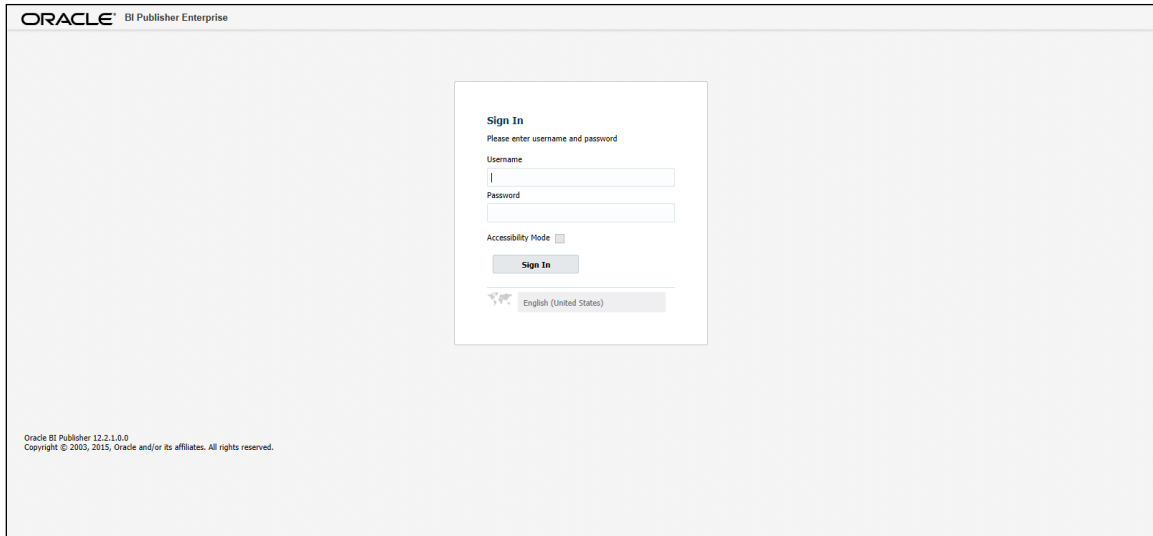 ORACLE® BI Publisher Enterprise
Sign In
Please enter username and password
Username
Password
Accessibility Mode
Sign In
English (United States)
Oracle BI Publisher 12.2.1.0.0
Copyright © 2003, 2015, Oracle and/or its affiliates. All rights reserved.